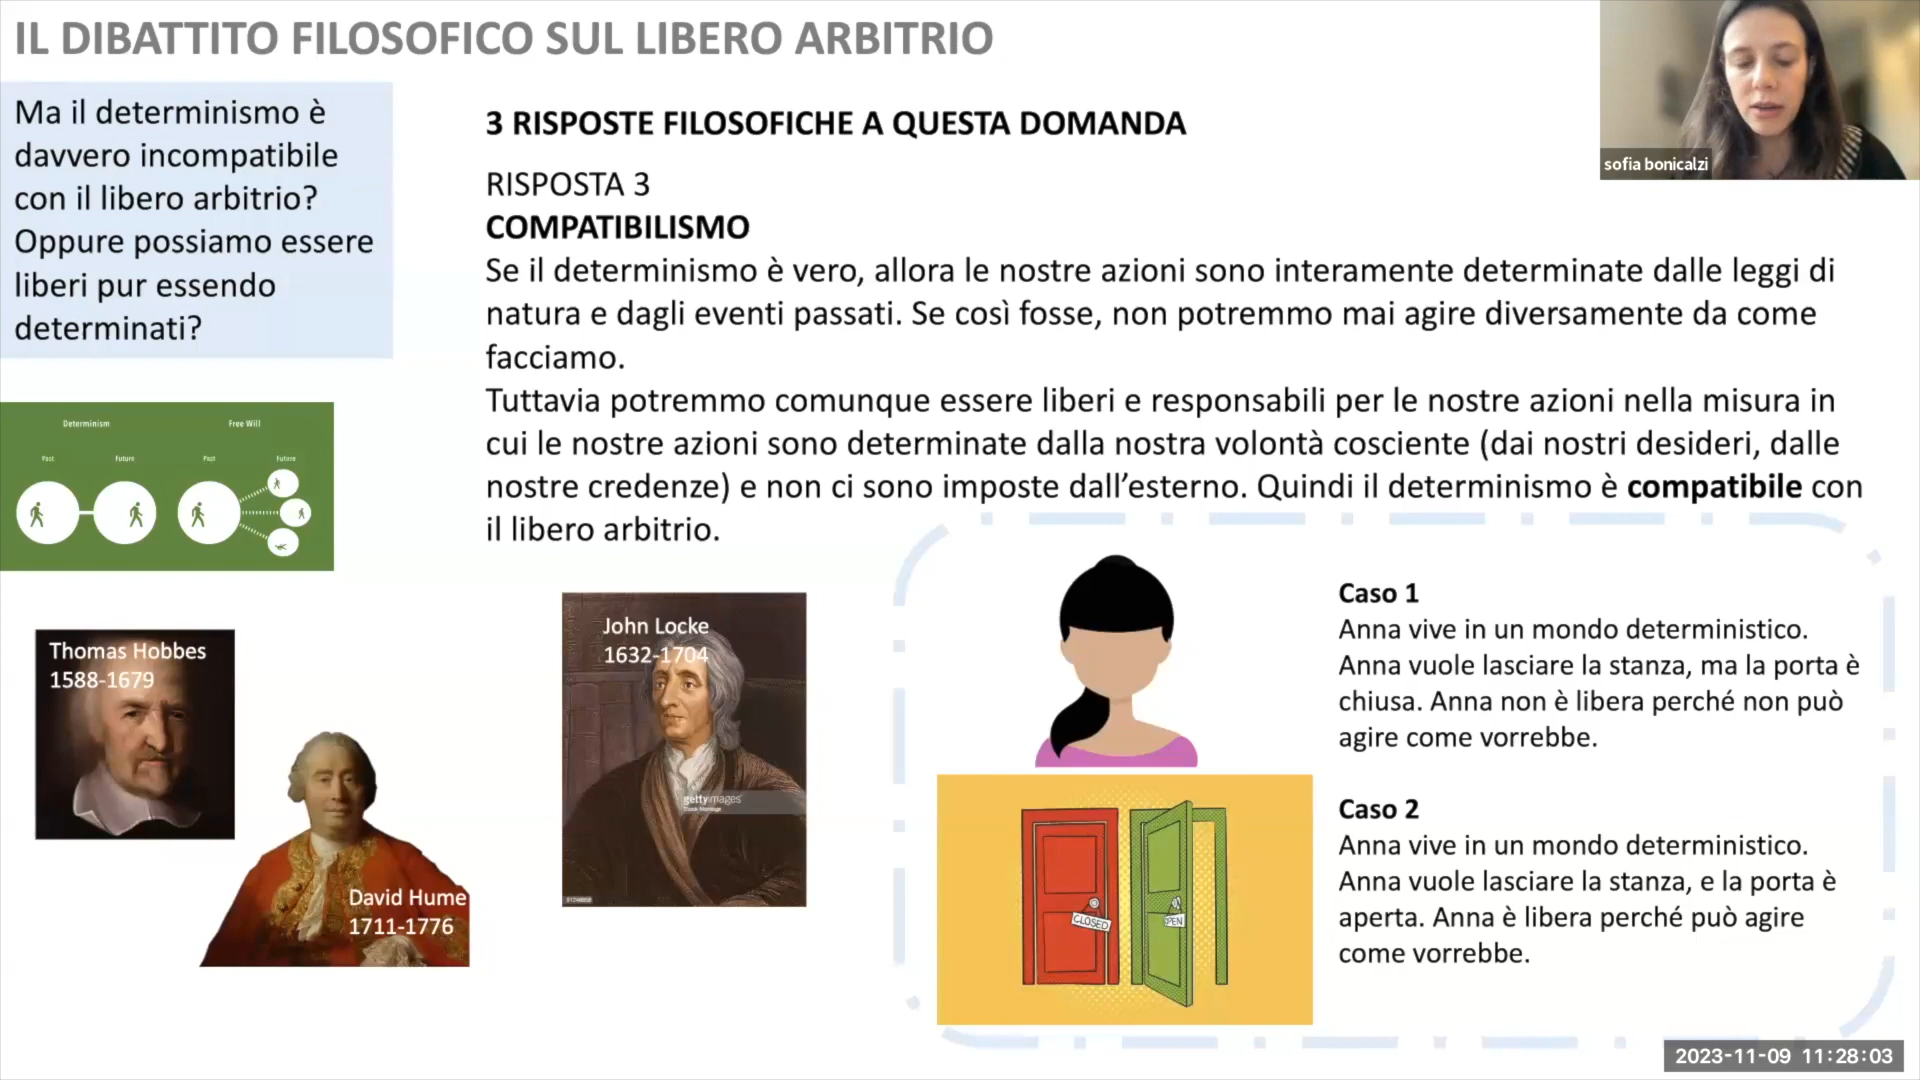 IL DIBATTITO FILOSOFICO SUL LIBERO ARBITRIO
Ma il determinismo è
davvero incompatibile
con il libero arbitrio?
Oppure possiamo essere
liberi pur essendo
determinati?
3 RISPOSTE FILOSOFICHE A QUESTA DOMANDA
RISPOSTA 3
COMPATIBILISMO
Se il determinismo è vero, allora le nostre azioni sono interamente determinate dalle leggi di
natura e dagli eventi passati. Se così fosse, non potremmo mai agire diversamente da come
facciamo.
Tuttavia potremmo comunque essere liberi e responsabili per le nostre azioni nella misura in
cui le nostre azioni sono determinate dalla nostra volontà cosciente (dai nostri desideri, dalle
nostre credenze) e non ci sono imposte dall’esterno. Quindi il determinismo è compatibile con
il libero arbitrio.
sofia bonicalzi
Determinism
Free Will
Past
Future
Past
Future
Thomas Hobbes
1588-1679
David Hume
1711-1776
John Locke
1632-1704
gettyimages
CLOSED
OPEN
Caso 1
Anna vive in un mondo deterministico.
Anna vuole lasciare la stanza, ma la porta è
chiusa. Anna non è libera perché non può
agire come vorrebbe.
Caso 2
Anna vive in un mondo deterministico.
Anna vuole lasciare la stanza, e la porta è
aperta. Anna è libera perché può agire
come vorrebbe.
2023-11-09 11:28:03